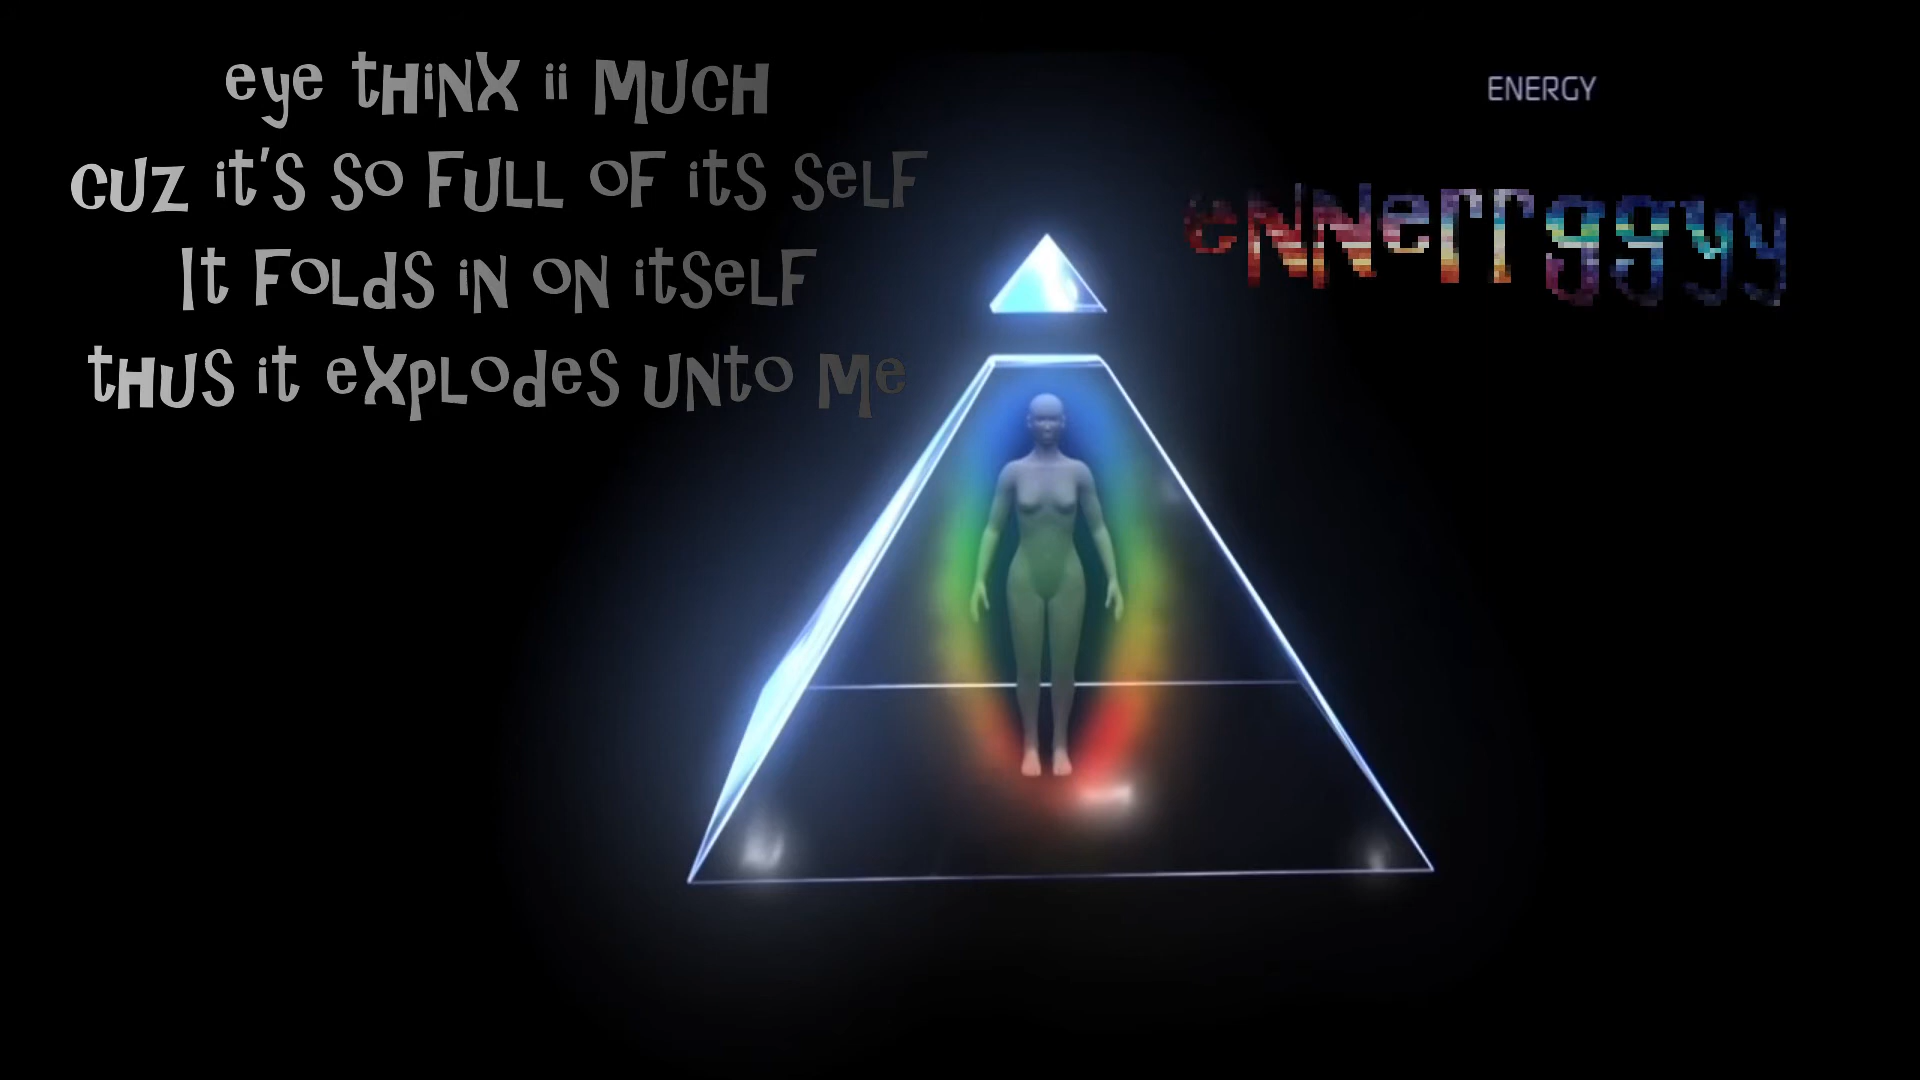 eye tHiNX ii MUCH
CUZ it's so FULL OF its seLF
It FOLds iN ON itseLF
tHUS it eXpLOdes UNtO Me
ENERGY
eNNerrggyy